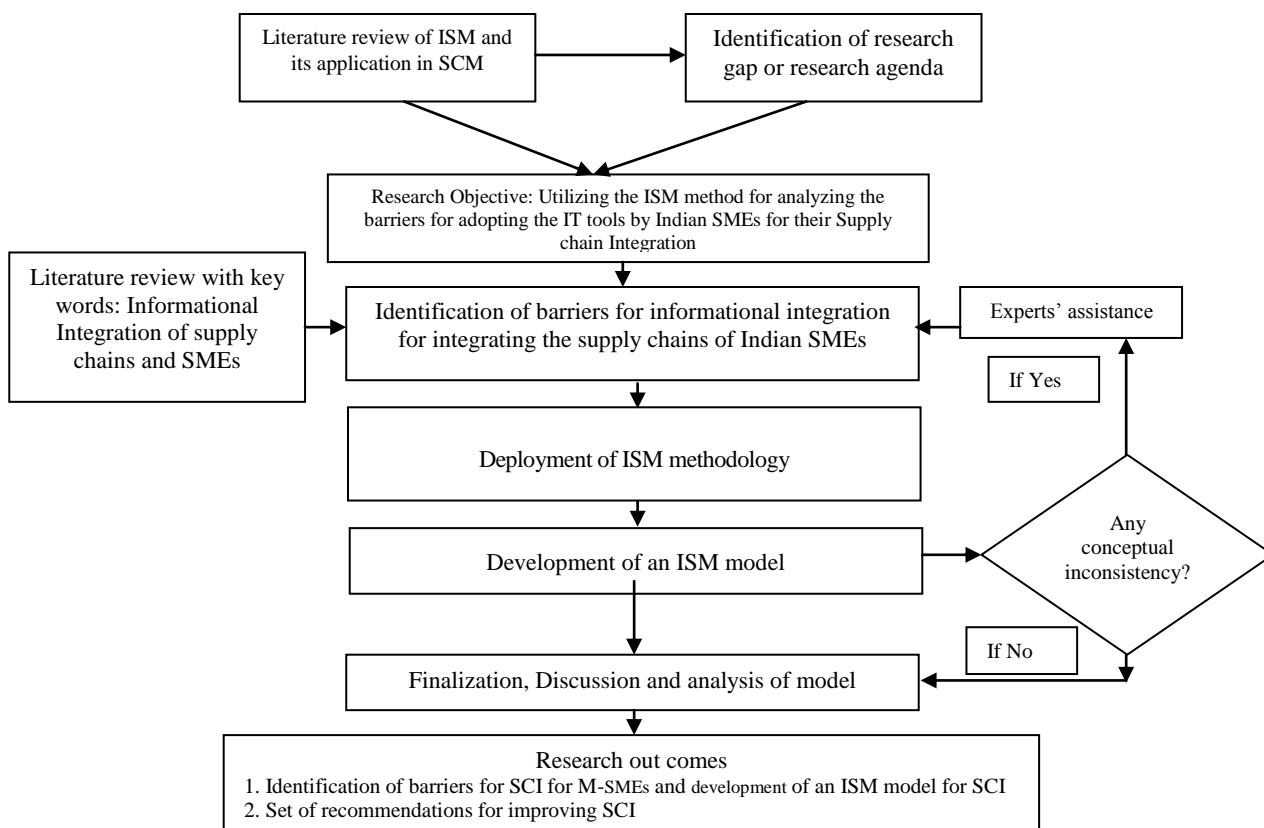 Literature review of ISM and
its application in SCM
Identification of research
gap or research agenda
Research Objective: Utilizing the ISM method for analyzing the
barriers for adopting the IT tools by Indian SMEs for their Supply
chain Integration
Literature review with key
words: Informational
Integration of supply
chains and SMEs
Identification of barriers for informational integration
for integrating the supply chains of Indian SMEs
Experts’ assistance
If Yes
Deployment of ISM methodology
Any
conceptual
inconsistency?
Development of an ISM model
If No
Finalization, Discussion and analysis of model
Research out comes
1. Identification of barriers for SCI for M-SMEs and development of an ISM model for SCI
2. Set of recommendations for improving SCI